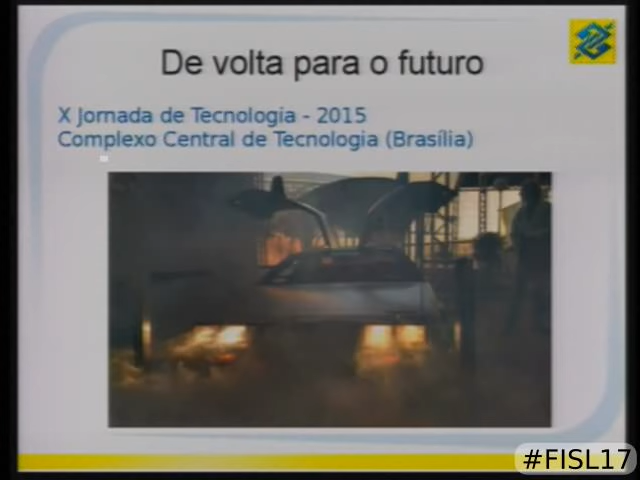 De volta para o futuro
X Jornada de Tecnologia - 2015
Complexo Central de Tecnologia (Brasília)
#FISL17